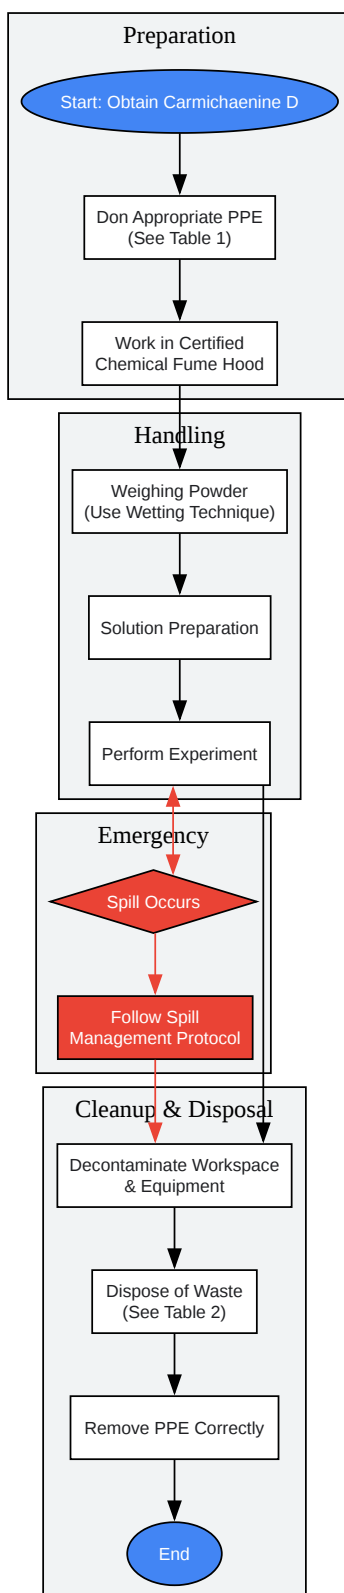 Preparation
Start: Obtain Carmichaenine D
Don Appropriate PPE
(See Table 1)
Work in Certified
Chemical Fume Hood
Handling
Weighing Powder
(Use Wetting Technique)
Solution Preparation
Perform Experiment
Emergency
Spill Occurs
Follow Spill
Management Protocol
Cleanup & Disposal
Decontaminate Workspace
& Equipment
Dispose of Waste
(See Table 2)
Remove PPE Correctly
End